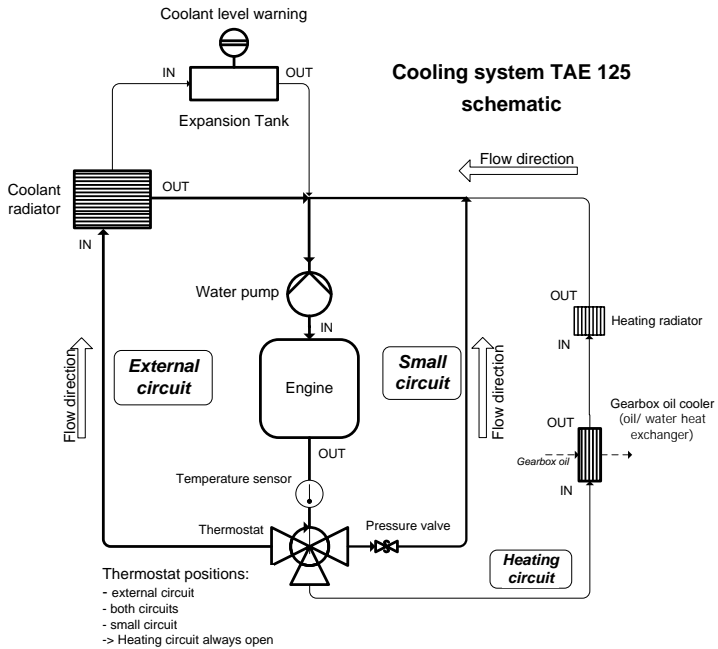 Coolant level warning
IN
OUT
Expansion Tank
Cooling system TAE 125
schematic
Flow direction
Coolant
radiator
OUT
IN
Water pump
IN
OUT
Heating radiator
IN
Flow direction
External
circuit
Engine
Small
circuit
Flow direction
OUT
Gearbox oil cooler
(oil/ water heat
exchanger)
Gearbox oil
IN
OUT
Temperature sensor
Thermostat
Pressure valve
Heating
circuit
Thermostat positions:
- external circuit
- both circuits
- small circuit
-> Heating circuit always open